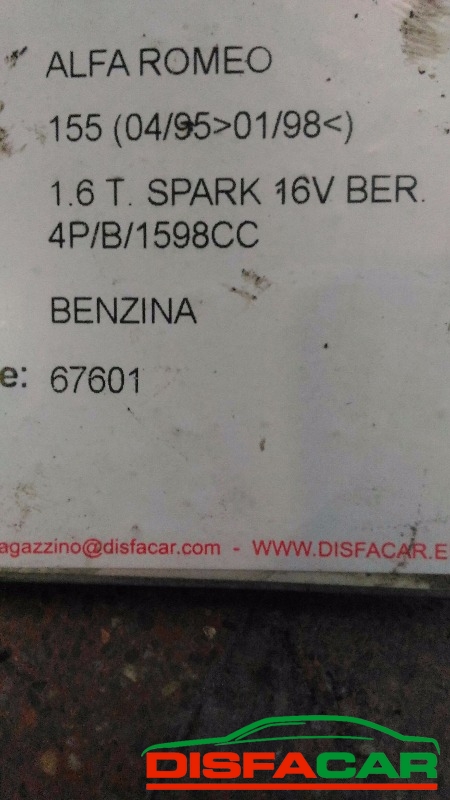 ALFA ROMEO
155 (04/95>01/98<)
1.6 T. SPARK 16V BER.
4P/B/1598CC
BENZINA
e: 67601
agazzino@disfacar.com - WWW.DISFACAR.E
DISFACAR